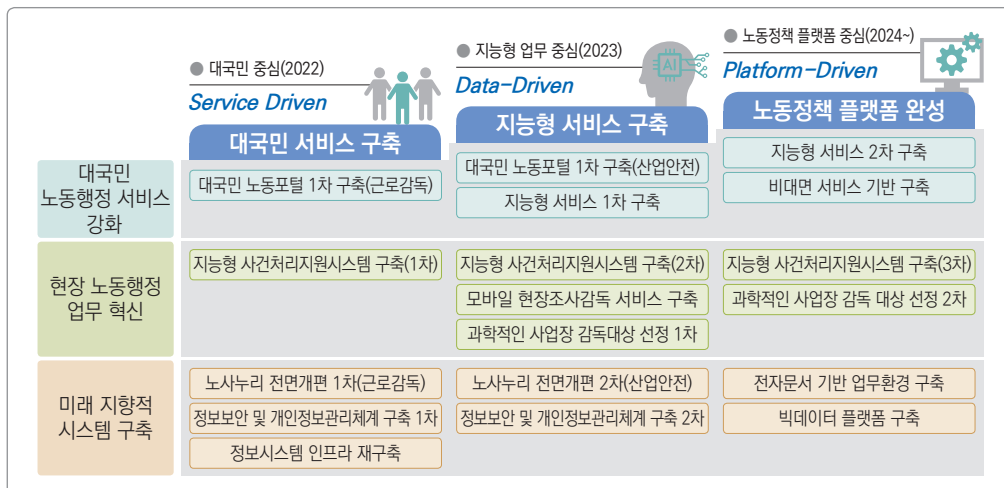 ● 대국민 중심(2022)
Service Driven
대국민 서비스 구축
● 지능형 업무 중심(2023)
Data-Driven
AI
지능형 서비스 구축
● 노동정책 플랫폼 중심(2024~)
Platform-Driven
노동정책 플랫폼 완성
대국민
노동행정 서비스
강화
대국민 노동포털 1차 구축(근로감독)
대국민 노동포털 1차 구축(산업안전)
지능형 서비스 1차 구축
지능형 서비스 2차 구축
비대면 서비스 기반 구축
현장 노동행정
업무 혁신
지능형 사건처리지원시스템 구축(1차)
지능형 사건처리지원시스템 구축(2차)
모바일 현장조사감독 서비스 구축
과학적인 사업장 감독대상 선정 1차
지능형 사건처리지원시스템 구축(3차)
과학적인 사업장 감독 대상 선정 2차
미래 지향적
시스템 구축
노사누리 전면개편 1차(근로감독)
정보보안 및 개인정보관리체계 구축 1차
정보시스템 인프라 재구축
노사누리 전면개편 2차(산업안전)
정보보안 및 개인정보관리체계 구축 2차
전자문서 기반 업무환경 구축
빅데이터 플랫폼 구축